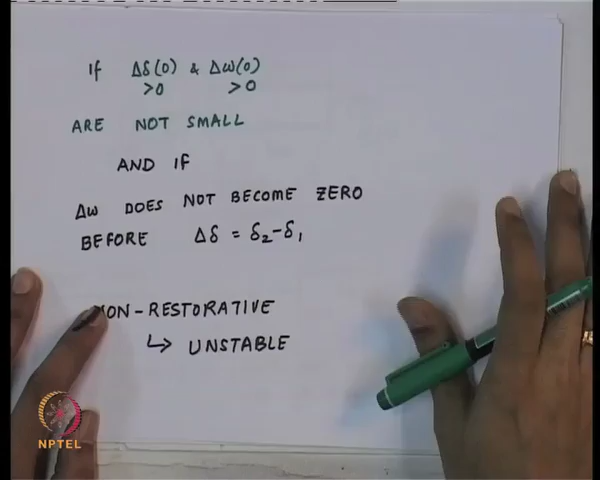 If Δδ(0) & Δω(0)
>0 >0
ARE NOT SMALL
AND IF
Δω DOES NOT BECOME ZERO
BEFORE Δδ = δ₂-δ₁
NON-RESTORATIVE
↳ UNSTABLE
NPTEL